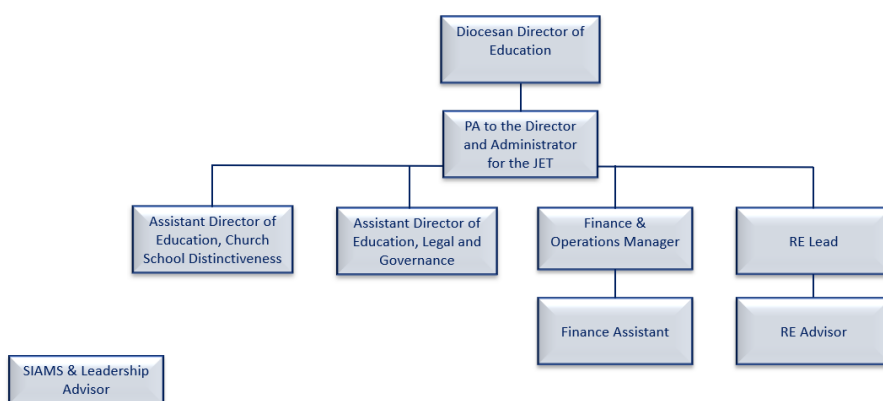 Diocesan Director of
Education
PA to the Director
and Administrator
for the JET
Assistant Director of
Education, Church
School Distinctiveness
Assistant Director of
Education, Legal and
Governance
Finance &
Operations Manager
RE Lead
Finance Assistant
RE Advisor
SIAMS & Leadership
Advisor